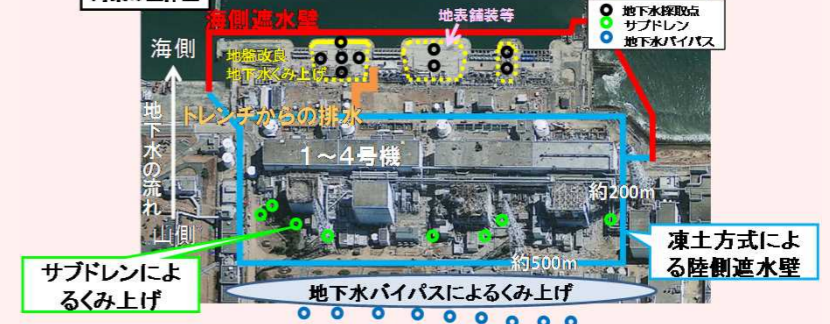 海側遮水壁
地表舗装等
地下水採取点
サブドレン
地下水バイパス
海側
地盤改良
地下水くみ上げ
トレンチからの排水
地下水の流れ
1～4号機
約200m
山側
約500m
凍土方式によ
る陸側遮水壁
サブドレンによ
るくみ上げ
地下水バイパスによるくみ上げ